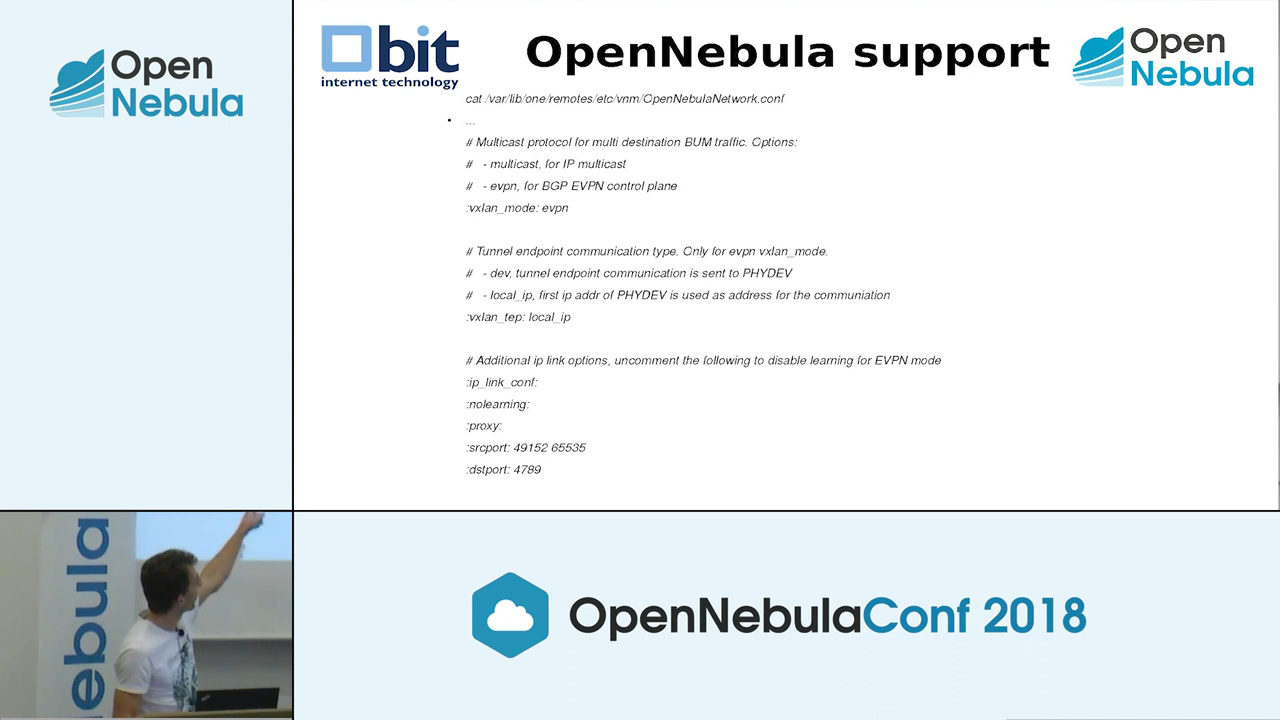 Open
Nebula
bit
internet technology
OpenNebula support
Open
Nebula
cat /var/lib/one/remotes/etc/vnm/OpenNebulaNetwork.conf
• ...
# Multicast protocol for multi destination BUM traffic. Options:
# - multicast, for IP multicast
# - evpn, for BGP EVPN control plane
:vxlan_mode: evpn
# Tunnel endpoint communication type. Only for evpn vxlan_mode.
# - dev, tunnel endpoint communication is sent to PHYDEV
# - local_ip, first ip addr of PHYDEV is used as address for the communiation
:vxlan_tep: local_ip
# Additional ip link options, uncomment the following to disable learning for EVPN mode
:ip_link_conf:
:nolearning:
:proxy:
:srcport: 49152 65535
:dstport: 4789
nebula
OpenNebulaConf 2018